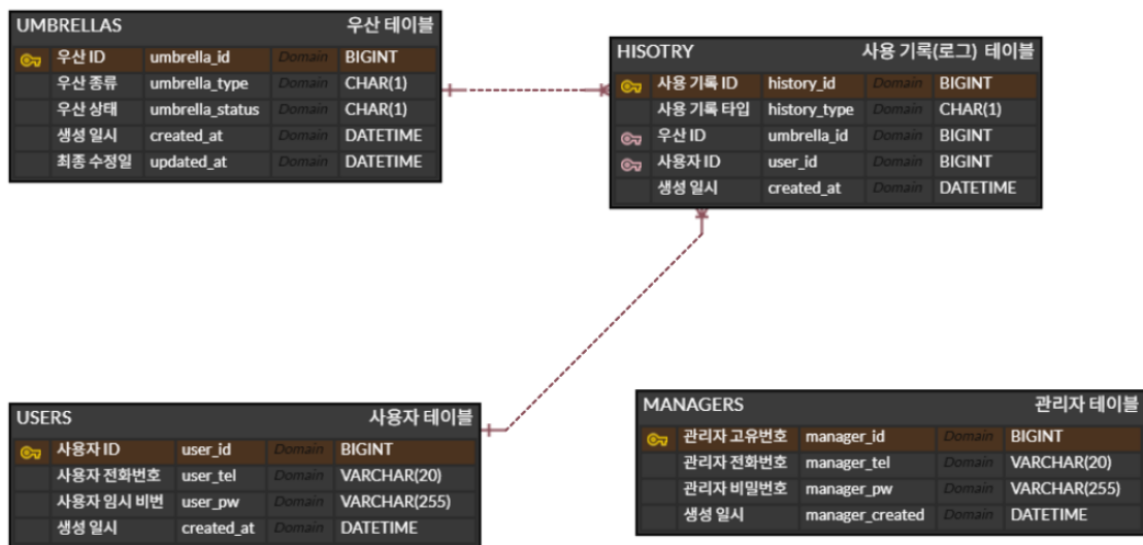 UMBRELLAS 우산 테이블
우산 ID umbrella_id Domain BIGINT
우산 종류 umbrella_type Domain CHAR(1)
우산 상태 umbrella_status Domain CHAR(1)
생성 일시 created_at Domain DATETIME
최종 수정일 updated_at Domain DATETIME
HISOTRY 사용 기록(로그) 테이블
사용 기록 ID history_id Domain BIGINT
사용 기록 타입 history_type Domain CHAR(1)
우산 ID umbrella_id Domain BIGINT
사용자 ID user_id Domain BIGINT
생성 일시 created_at Domain DATETIME
USERS 사용자 테이블
사용자 ID user_id Domain BIGINT
사용자 전화번호 user_tel Domain VARCHAR(20)
사용자 임시 비번 user_pw Domain VARCHAR(255)
생성 일시 created_at Domain DATETIME
MANAGERS 관리자 테이블
관리자 고유번호 manager_id Domain BIGINT
관리자 전화번호 manager_tel Domain VARCHAR(20)
관리자 비밀번호 manager_pw Domain VARCHAR(255)
생성 일시 manager_created Domain DATETIME